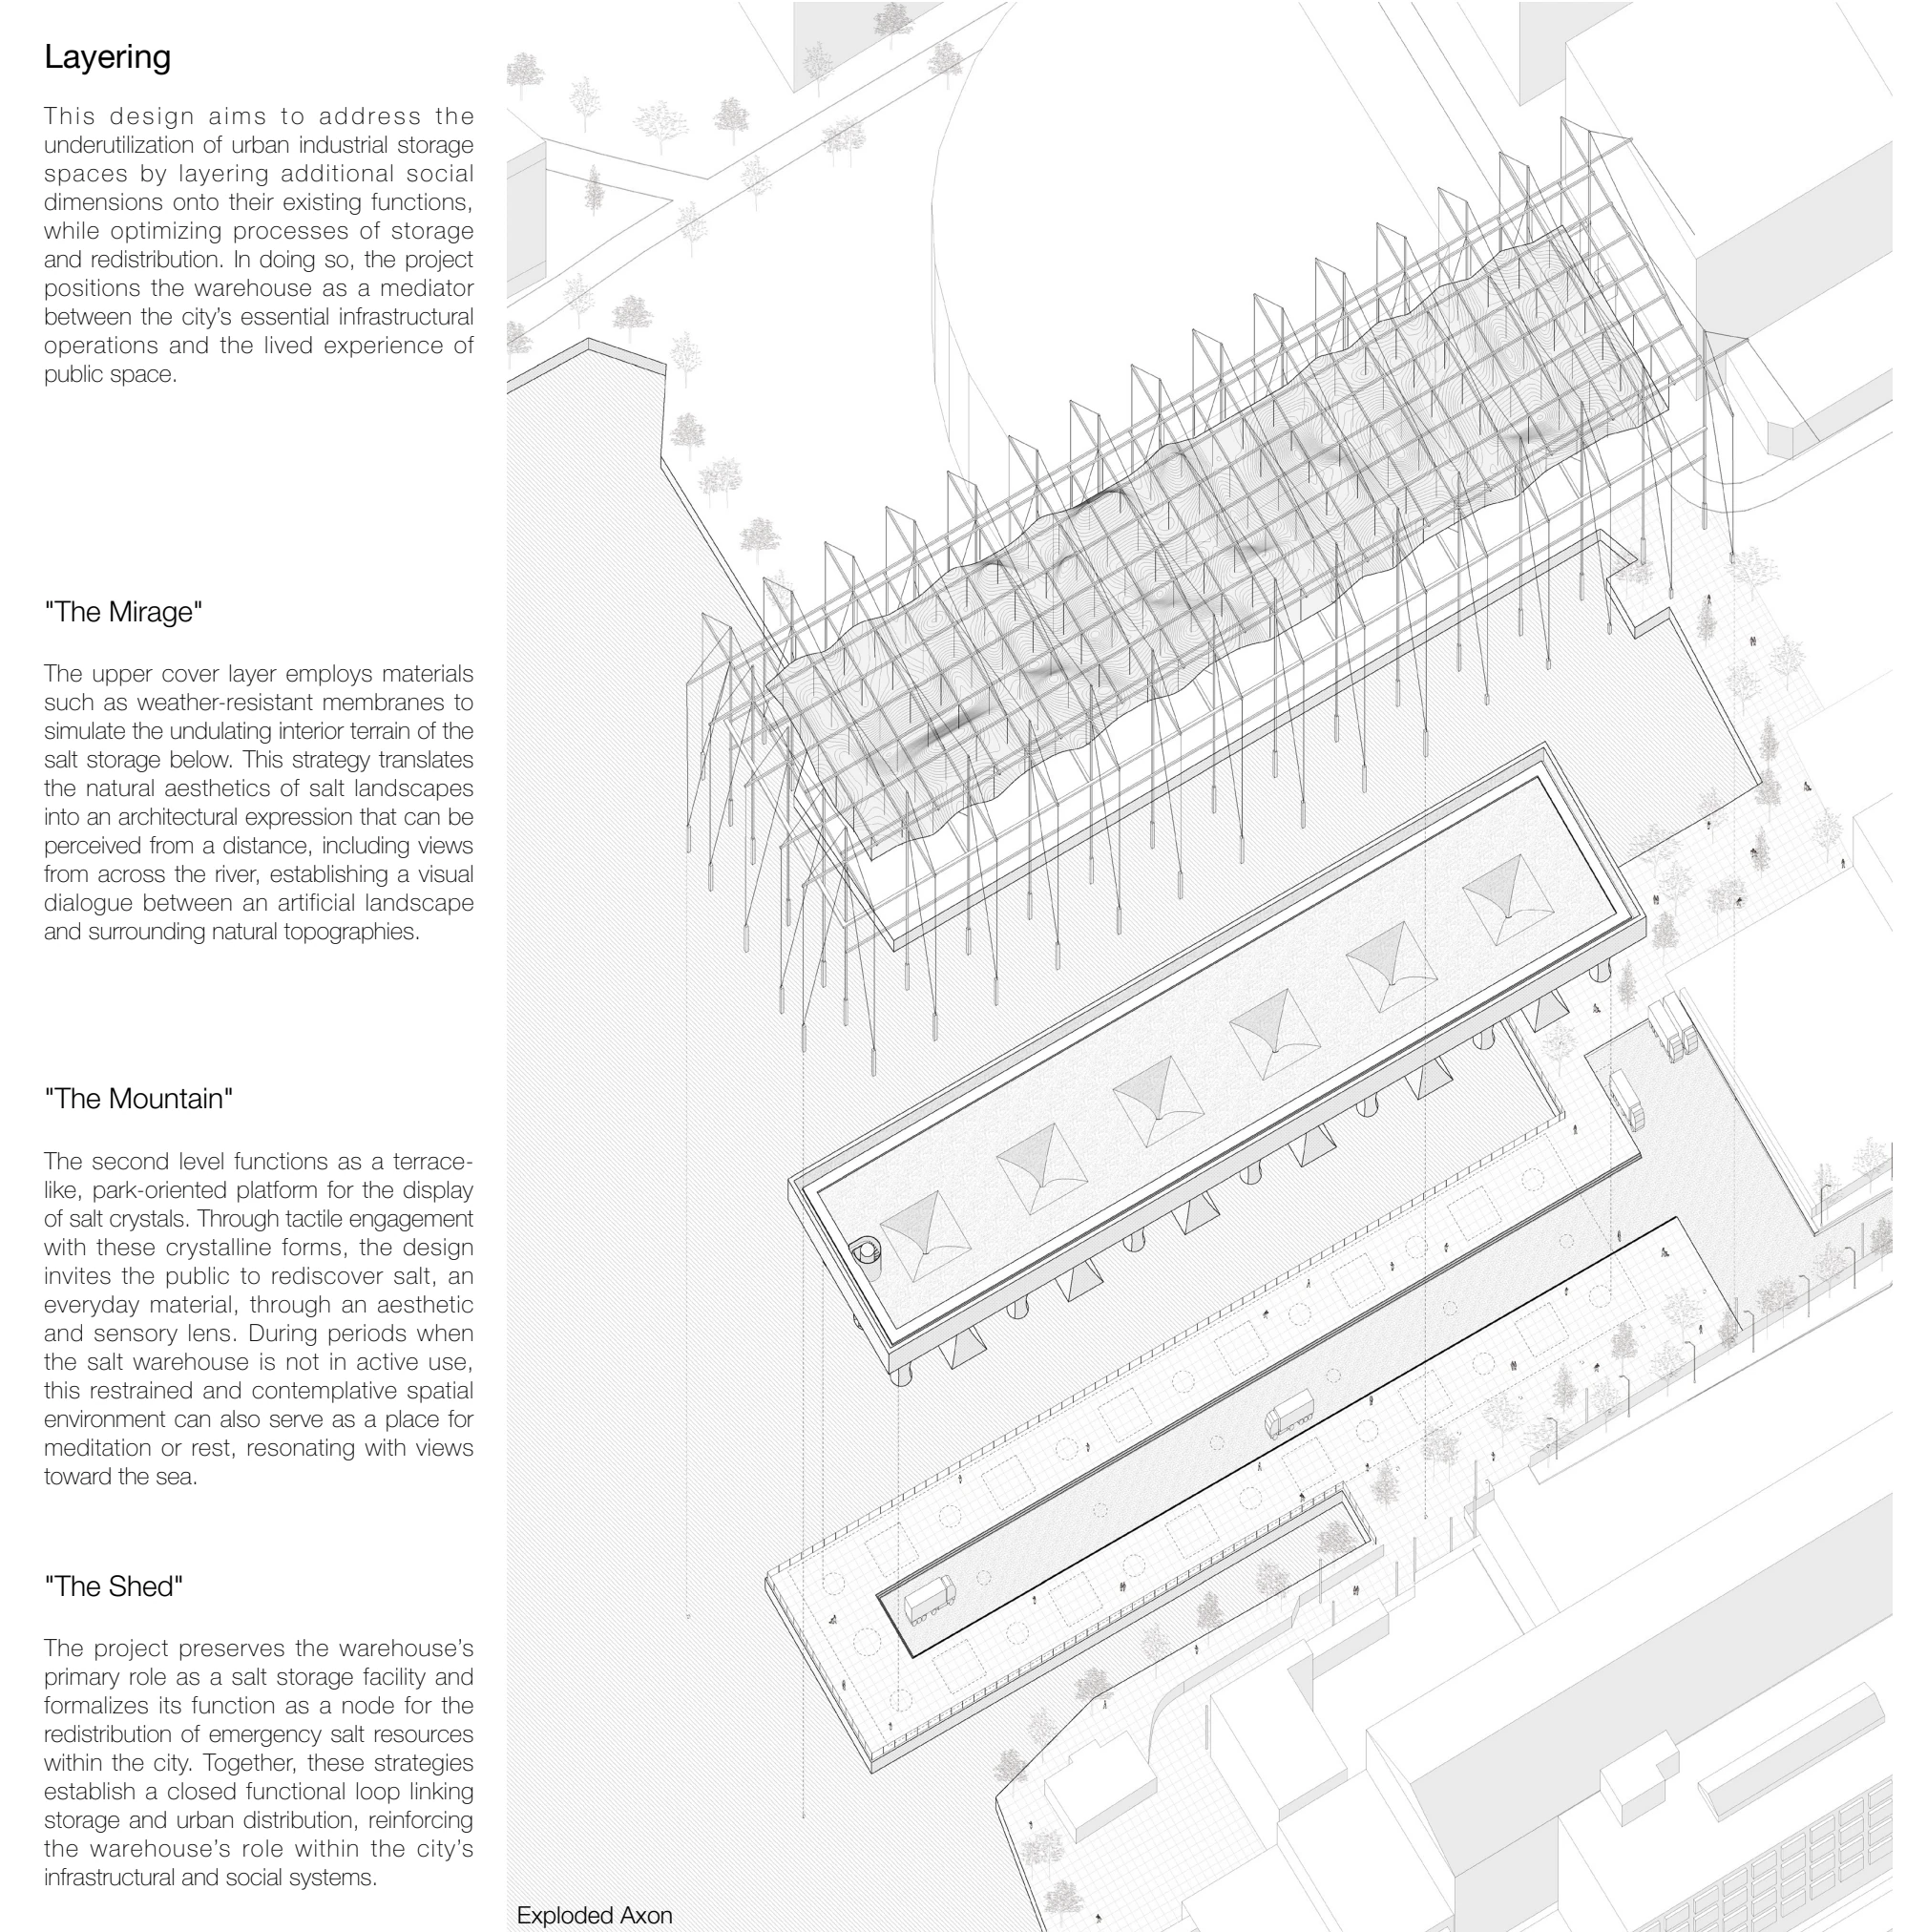 Layering
This design aims to address the
underutilization of urban industrial storage
spaces by layering additional social
dimensions onto their existing functions,
while optimizing processes of storage
and redistribution. In doing so, the project
positions the warehouse as a mediator
between the city's essential infrastructural
operations and the lived experience of
public space.
"The Mirage"
The upper cover layer employs materials
such as weather-resistant membranes to
simulate the undulating interior terrain of the
salt storage below. This strategy translates
the natural aesthetics of salt landscapes
into an architectural expression that can be
perceived from a distance, including views
from across the river, establishing a visual
dialogue between an artificial landscape
and surrounding natural topographies.
"The Mountain"
The second level functions as a terrace-
like, park-oriented platform for the display
of salt crystals. Through tactile engagement
with these crystalline forms, the design
invites the public to rediscover salt, an
everyday material, through an aesthetic
and sensory lens. During periods when
the salt warehouse is not in active use,
this restrained and contemplative spatial
environment can also serve as a place for
meditation or rest, resonating with views
toward the sea.
"The Shed"
The project preserves the warehouse's
primary role as a salt storage facility and
formalizes its function as a node for the
redistribution of emergency salt resources
within the city. Together, these strategies
establish a closed functional loop linking
storage and urban distribution, reinforcing
the warehouse's role within the city's
infrastructural and social systems.
Exploded Axon